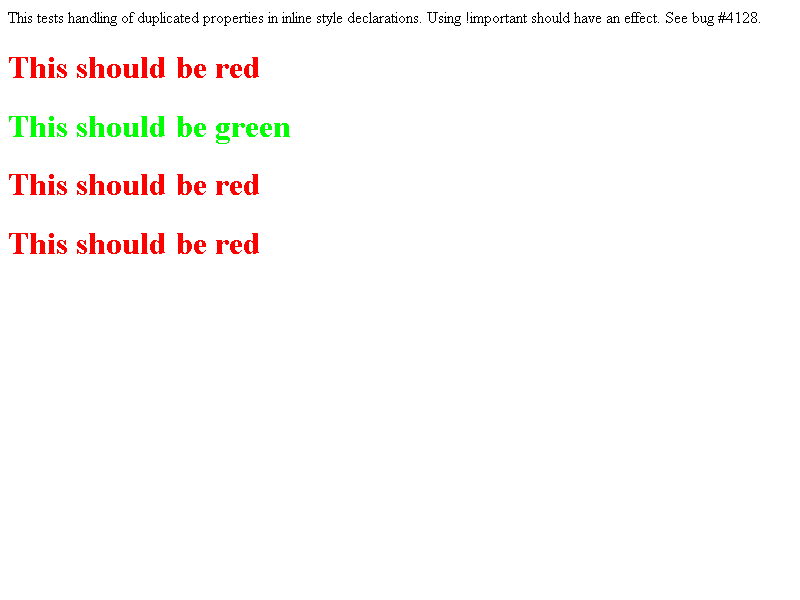 This tests handling of duplicated properties in inline style declarations. Using !important should have an effect. See bug #4128.
This should be red
This should be green
This should be red
This should be red